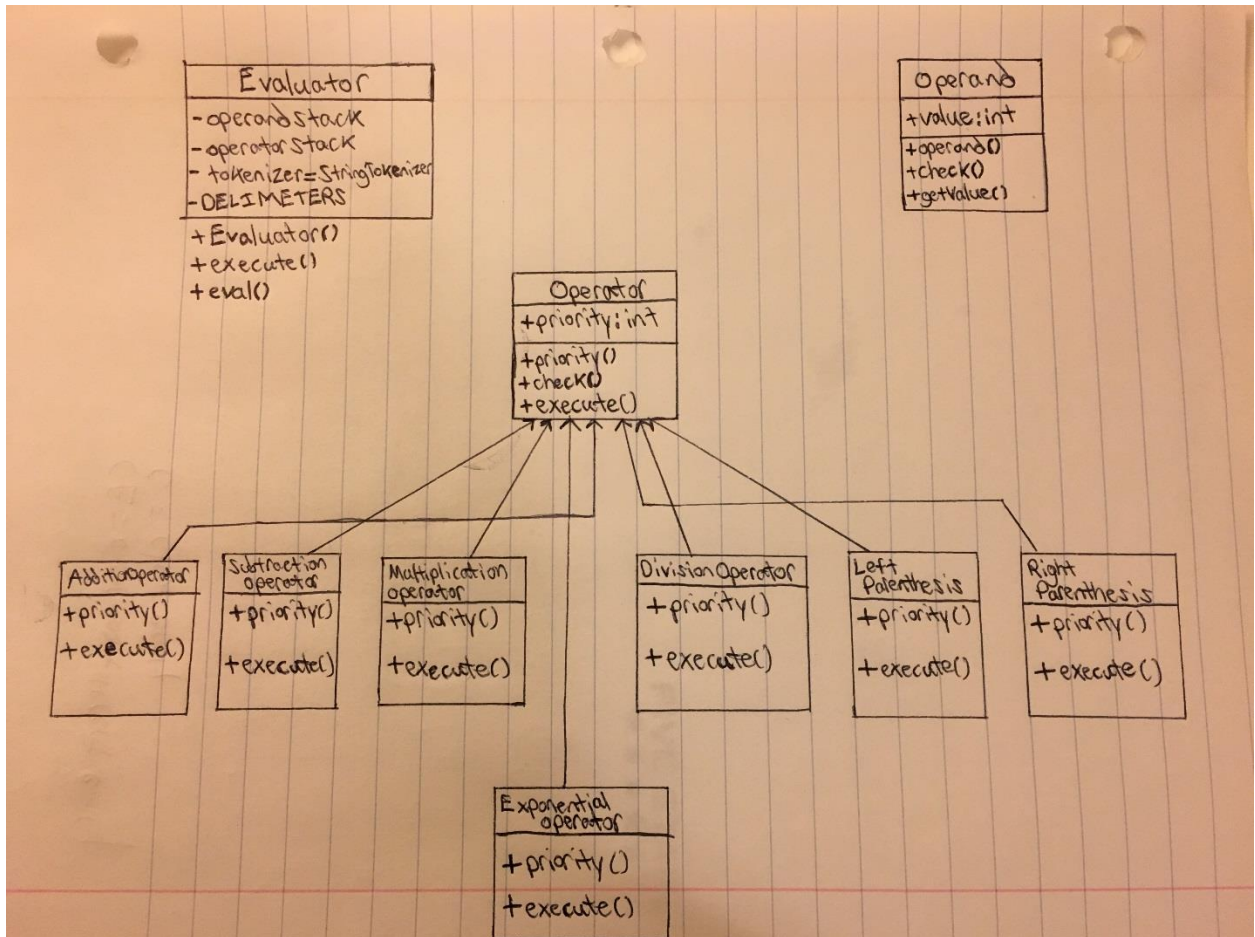 Evaluator
- operandStack
- operatorStack
- tokenizer=StringTokenizer
- DELIMETERS
+ Evaluator()
+ execute()
+ eval()
Operand
+value:int
+operand()
+check()
+getValue()
Operator
+priority:int
+priority()
+check()
+execute()
AdditionOperator
+priority()
+execute()
Subtraction
operator
+priority()
+execute()
Multiplication
operator
+priority()
+execute()
DivisionOperator
+priority()
+execute()
Left
Parenthesis
+priority()
+execute()
Right
Parenthesis
+priority()
+execute()
Exponential
operator
+priority()
+execute()